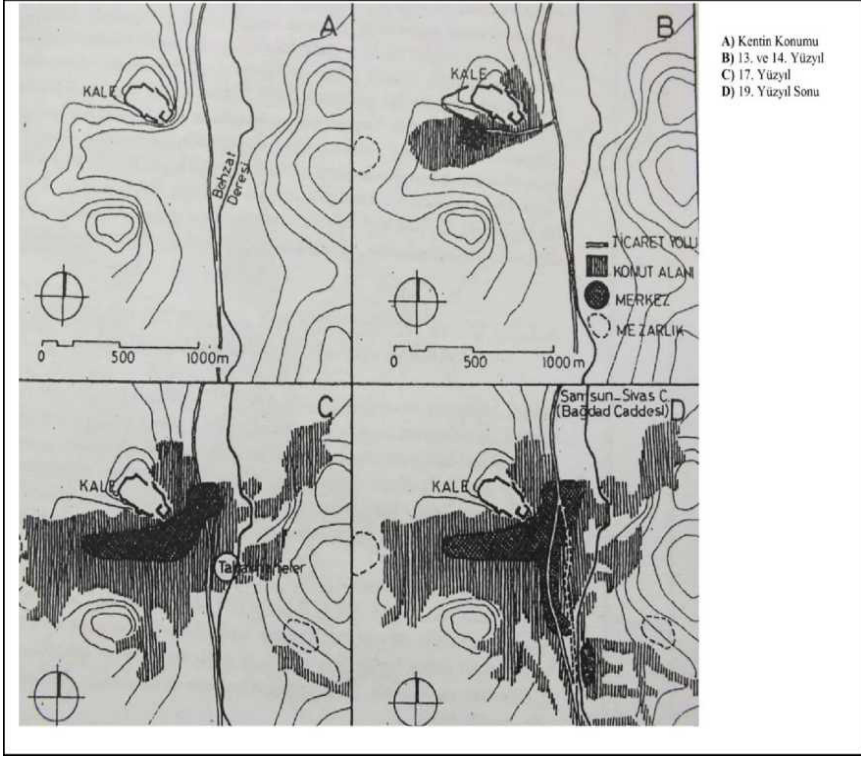 A
KALE
Behzat
Deresi
0 500 1000m
B
KALE
TİCARET YOLU
KONUT ALANI
MERKEZ
MEZARLIK
0 500 1000m
C
KALE
D
Samsun-Sivas C.
(Bağdad Caddesi)
KALE
A) Kentin Konumu
B) 13. ve 14. Yüzyıl
C) 17. Yüzyıl
D) 19. Yüzyıl Sonu